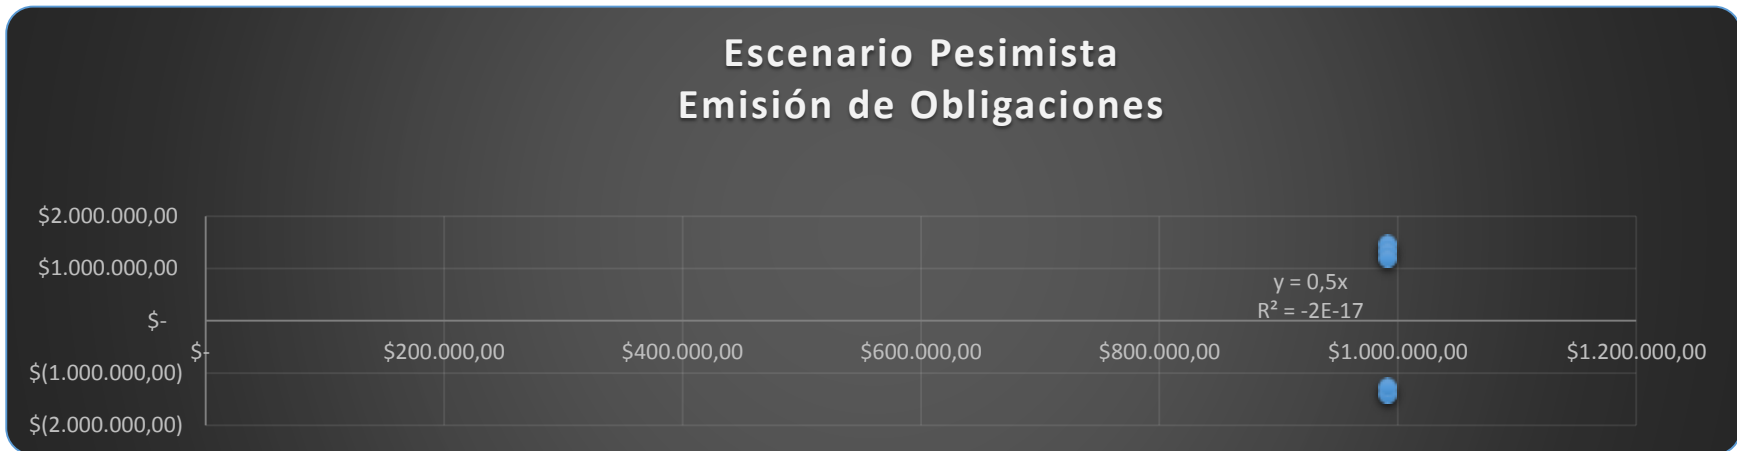 Escenario Pesimista
Emisión de Obligaciones
$2.000.000,00
$1.000.000,00
y = 0,5x
R² = -2E-17
$-
$- $200.000,00 $400.000,00 $600.000,00 $800.000,00 $1.000.000,00 $1.200.000,00
$(1.000.000,00)
$(2.000.000,00)